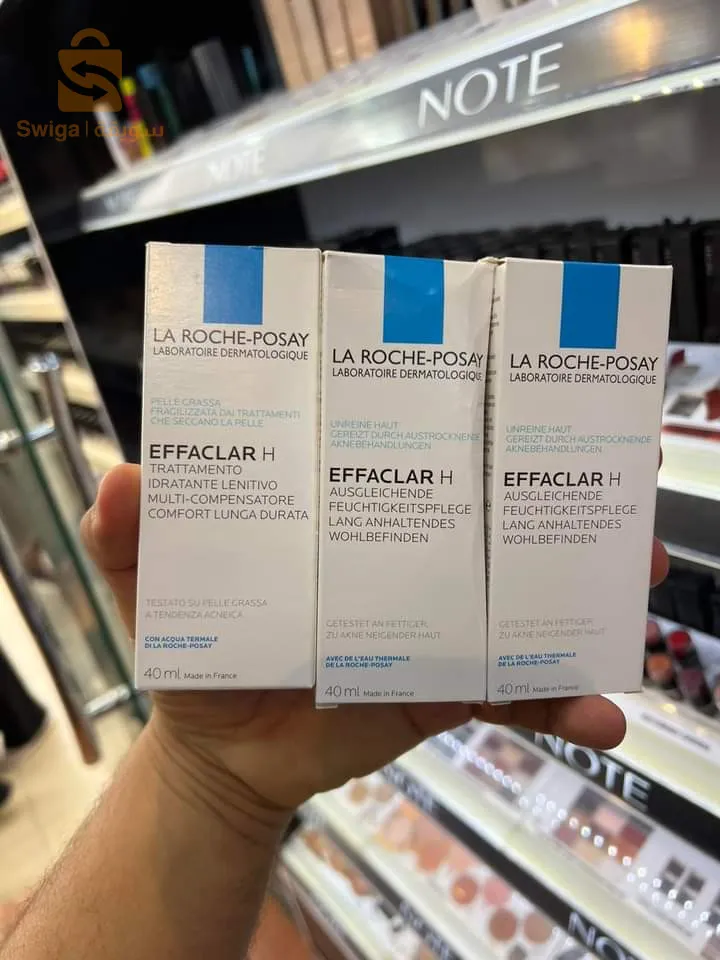 Swiga | سويقة
NOTE
NOTE
LA ROCHE-POSAY
LABORATOIRE DERMATOLOGIQUE
PELLE GRASSA
FRAGILIZZATA DAI TRATTAMENTI
CHE SECCANO LA PELLE
EFFACLAR H
TRATTAMENTO
IDRATANTE LENITIVO
MULTI-COMPENSATORE
COMFORT LUNGA DURATA
TESTATO SU PELLE GRASSA
A TENDENZA ACNEICA
CON ACQUA TERMALE
DI LA ROCHE-POSAY
40 ml Made in France
LA ROCHE-POSAY
LABORATOIRE DERMATOLOGIQUE
UNREINE HAUT
GEREIZT DURCH AUSTROCKNENDE
AKNEBEHANDLUNGEN
EFFACLAR H
AUSGLEICHENDE
FEUCHTIGKEITSPFLEGE
LANG ANHALTENDES
WOHLBEFINDEN
GETESTET AN FETTIGER,
ZU AKNE NEIGENDER HAUT
AVEC DE L'EAU THERMALE
DE LA ROCHE-POSAY
40 ml Made in France
LA ROCHE-POSAY
LABORATOIRE DERMATOLOGIQUE
UNREINE HAUT
GEREIZT DURCH AUSTROCKNENDE
AKNEBEHANDLUNGEN
EFFACLAR H
AUSGLEICHENDE
FEUCHTIGKEITSPFLEGE
LANG ANHALTENDES
WOHLBEFINDEN
GETESTET AN FETTIGER,
ZU AKNE NEIGENDER HAUT
AVEC DE L'EAU THERMALE
DE LA ROCHE-POSAY
40 ml Made in France
NOTE